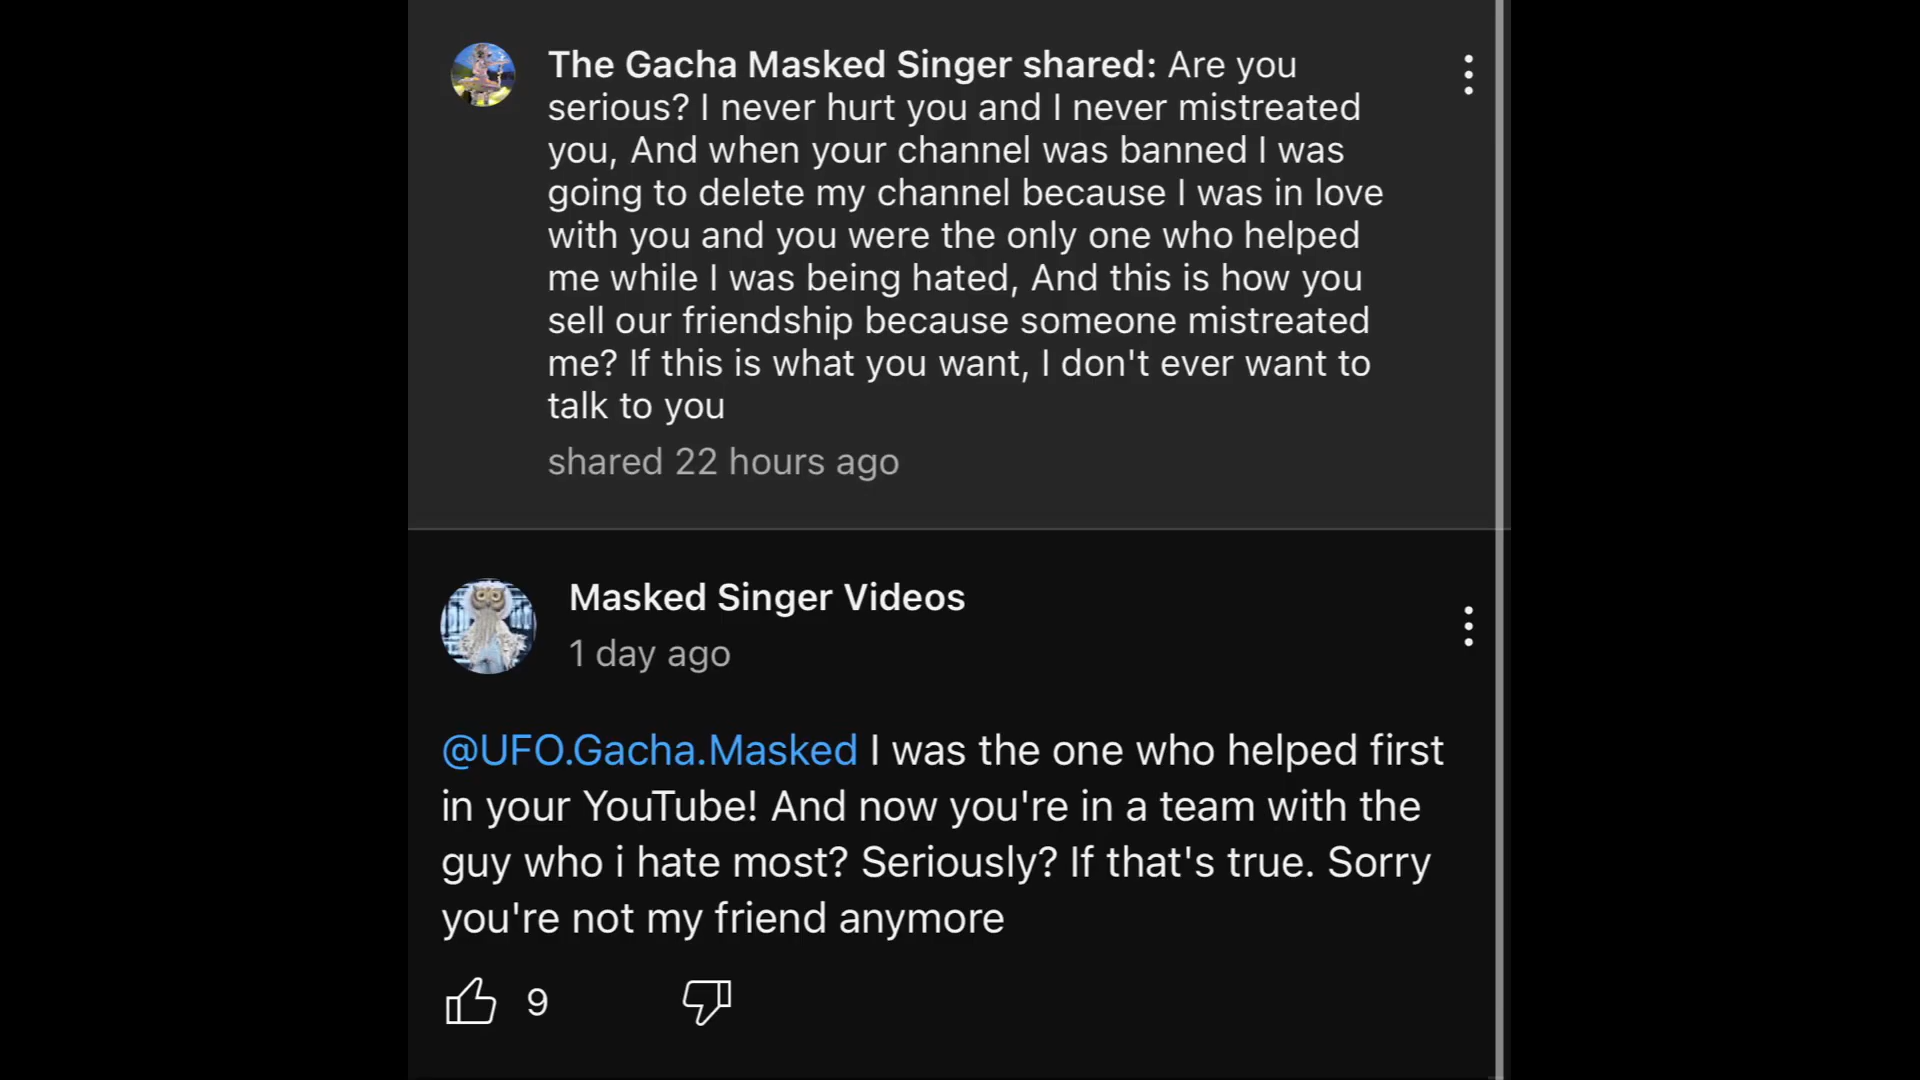 The Gacha Masked Singer shared: Are you
serious? I never hurt you and I never mistreated
you, And when your channel was banned I was
going to delete my channel because I was in love
with you and you were the only one who helped
me while I was being hated, And this is how you
sell our friendship because someone mistreated
me? If this is what you want, I don't ever want to
talk to you
shared 22 hours ago
Masked Singer Videos
1 day ago
@UFO.Gacha.Masked I was the one who helped first
in your YouTube! And now you're in a team with the
guy who i hate most? Seriously? If that's true. Sorry
you're not my friend anymore
9